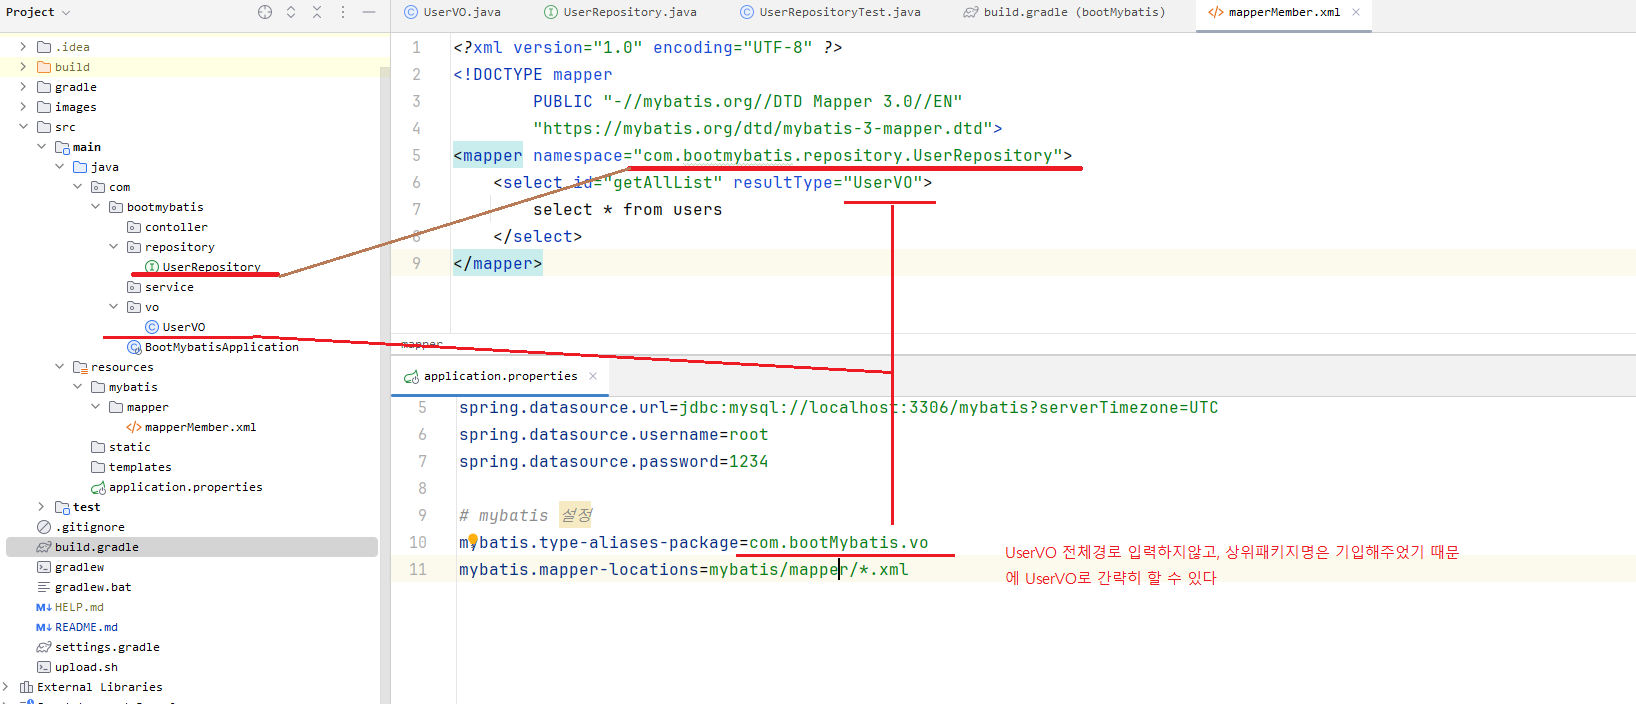 Project
.idea
build
gradle
images
src
main
java
com
bootmybatis
contoller
repository
UserRepository
service
vo
UserVO
BootMybatisApplication
resources
mybatis
mapper
mapperMember.xml
static
templates
application.properties
test
.gitignore
build.gradle
gradlew
gradlew.bat
HELP.md
README.md
settings.gradle
upload.sh
External Libraries
UserVO.java UserRepository.java UserRepositoryTest.java build.gradle (bootMybatis) mapperMember.xml
1 <?xml version="1.0" encoding="UTF-8" ?>
2 <!DOCTYPE mapper
3 PUBLIC "-//mybatis.org//DTD Mapper 3.0//EN"
4 "https://mybatis.org/dtd/mybatis-3-mapper.dtd">
5 <mapper namespace="com.bootmybatis.repository.UserRepository">
6 <select id="getAllList" resultType="UserVO">
7 select * from users
8 </select>
9 </mapper>
mapper
application.properties
5 spring.datasource.url=jdbc:mysql://localhost:3306/mybatis?serverTimezone=UTC
6 spring.datasource.username=root
7 spring.datasource.password=1234
8
9 # mybatis 설정
10 mybatis.type-aliases-package=com.bootMybatis.vo
11 mybatis.mapper-locations=mybatis/mapper/*.xml
UserVO 전체경로 입력하지않고, 상위패키지명은 기입해주었기 때문
에 UserVO로 간략히 할 수 있다